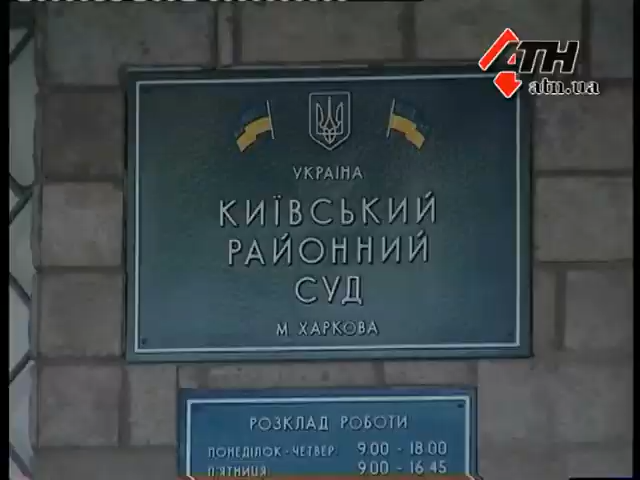 АТН
atn.ua
УКРАЇНА
КИЇВСЬКИЙ
РАЙОННИЙ
СУД
М. ХАРКОВА
РОЗКЛАД РОБОТИ
ПОНЕДІЛОК - ЧЕТВЕР: 9.00 - 18.00
П'ЯТНИЦЯ 9.00 - 16.45